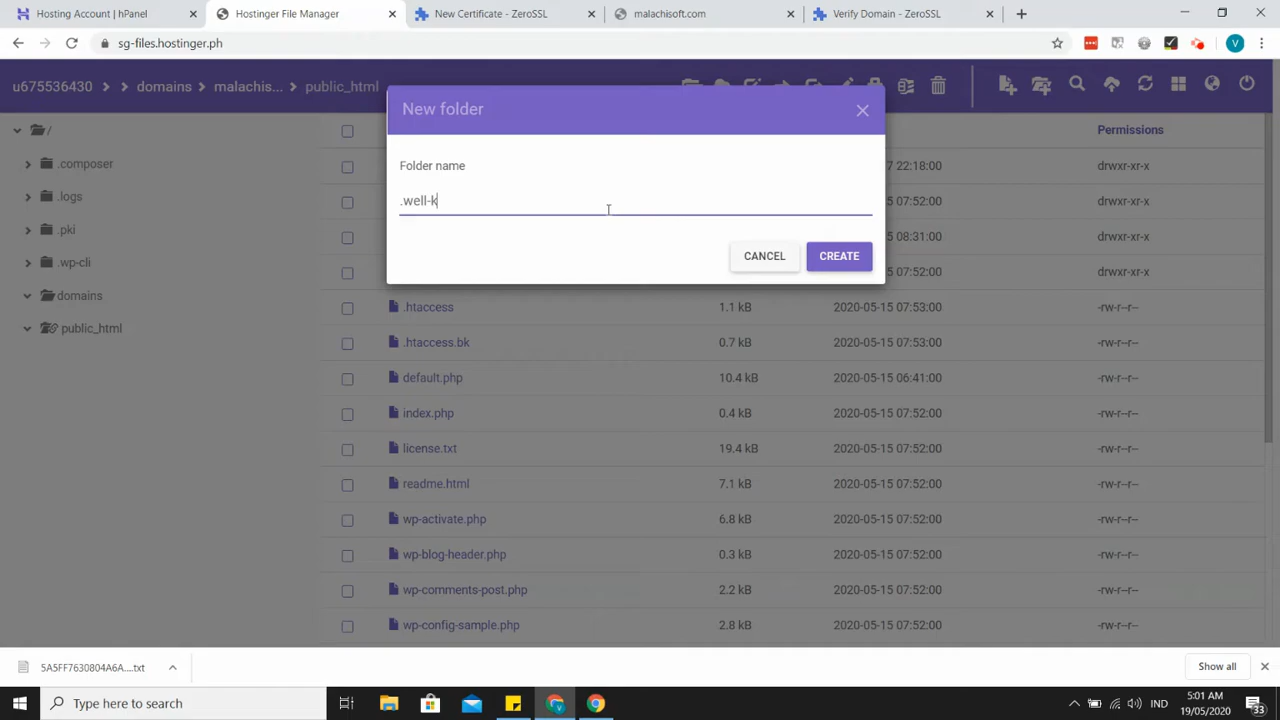 Hosting Account | hPanel
Hostinger File Manager
New Certificate - ZeroSSL
malachisoft.com
Verify Domain - ZeroSSL
sg-files.hostinger.ph
V
u675536430
domains
malachis...
public_html
New folder
Folder name
.well-k
CANCEL
CREATE
Permissions
/
.composer
7 22:18:00
drwxr-xr-x
.logs
07:52:00
drwxr-xr-x
.pki
08:31:00
drwxr-xr-x
.wp-cli
07:52:00
drwxr-xr-x
domains
.htaccess
1.1 kB
2020-05-15 07:53:00
-rw-r--r--
public_html
.htaccess.bk
0.7 kB
2020-05-15 07:53:00
-rw-r--r--
default.php
10.4 kB
2020-05-15 06:41:00
-rw-r--r--
index.php
0.4 kB
2020-05-15 07:52:00
-rw-r--r--
license.txt
19.4 kB
2020-05-15 07:52:00
-rw-r--r--
readme.html
7.1 kB
2020-05-15 07:52:00
-rw-r--r--
wp-activate.php
6.8 kB
2020-05-15 07:52:00
-rw-r--r--
wp-blog-header.php
0.3 kB
2020-05-15 07:52:00
-rw-r--r--
wp-comments-post.php
2.2 kB
2020-05-15 07:52:00
-rw-r--r--
wp-config-sample.php
2.8 kB
2020-05-15 07:52:00
-rw-r--r--
5A5FF7630804A6A....txt
Show all
Type here to search
IND
5:01 AM
19/05/2020
33